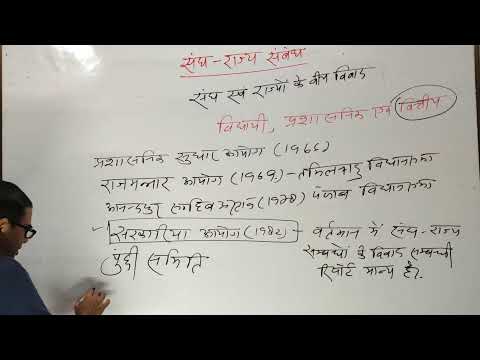 संघ-राज्य संबंध
संघ एवं राज्यों के बीच विवाद
विधायी, प्रशासनिक एवं वित्तीय
प्रशासनिक सुधार आयोग (1966)
राजमन्नार आयोग (1969) - तमिलनाडु विधानसभा
आनन्दपुर साहिब प्रस्ताव (1978) पंजाब विधानसभा
सरकारिया आयोग (1982) - वर्तमान में संघ-राज्य
सम्बन्धों के विवाद सम्बन्धी
रिपोर्ट मान्य है।
पुंछी समिति